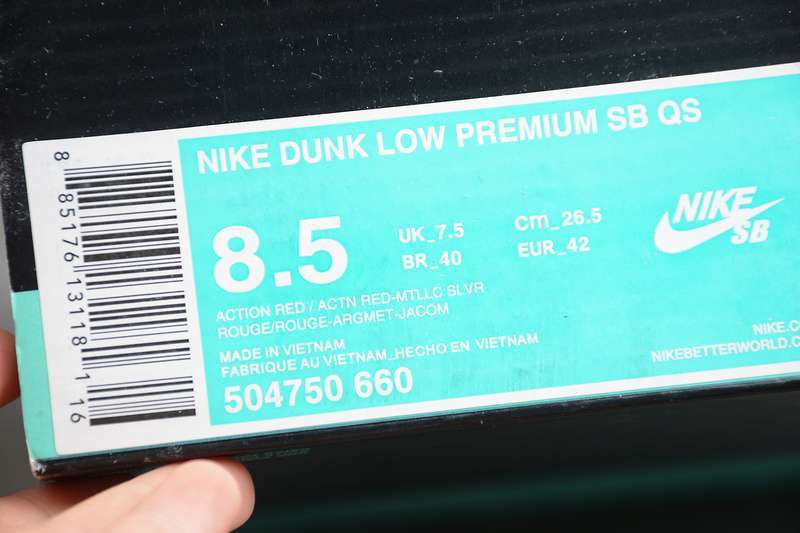 NIKE DUNK LOW PREMIUM SB QS
8.5
UK_7.5
cm_26.5
BR_40
EUR_42
NIKE
SB
ACTION RED / ACTN RED-MTLLC SLVR
ROUGE/ROUGE-ARGMET-JACOM
MADE IN VIETNAM
FABRIQUE AU VIETNAM_HECHO EN VIETNAM
504750 660
NIKE.C
NIKEBETTERWORLD.C
8 85176 13118 1 16